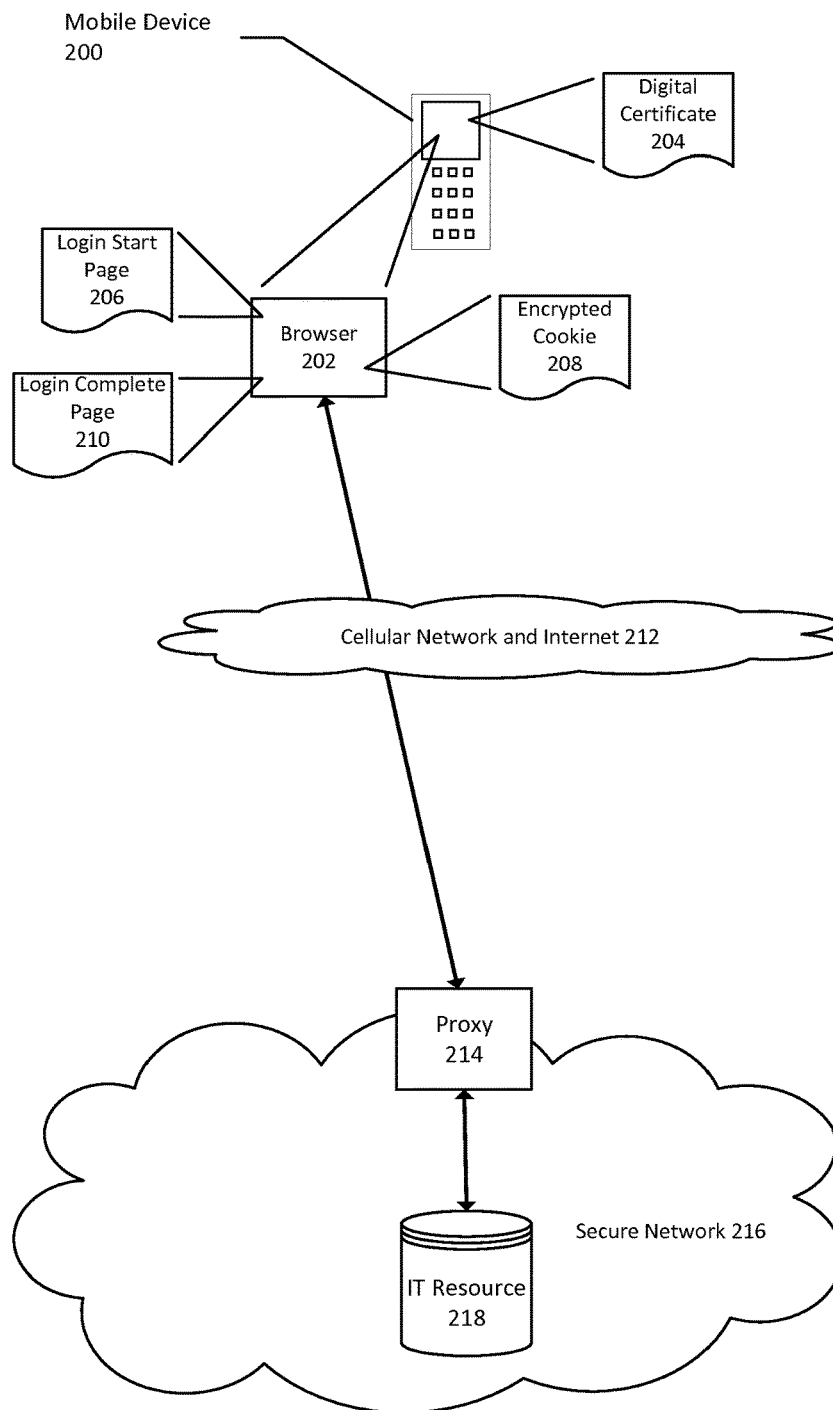 Mobile Device
200
Digital
Certificate
204
Login Start
Page
206
Browser
202
Encrypted
Cookie
208
Login Complete
Page
210
Cellular Network and Internet 212
Proxy
214
Secure Network 216
IT Resource
218